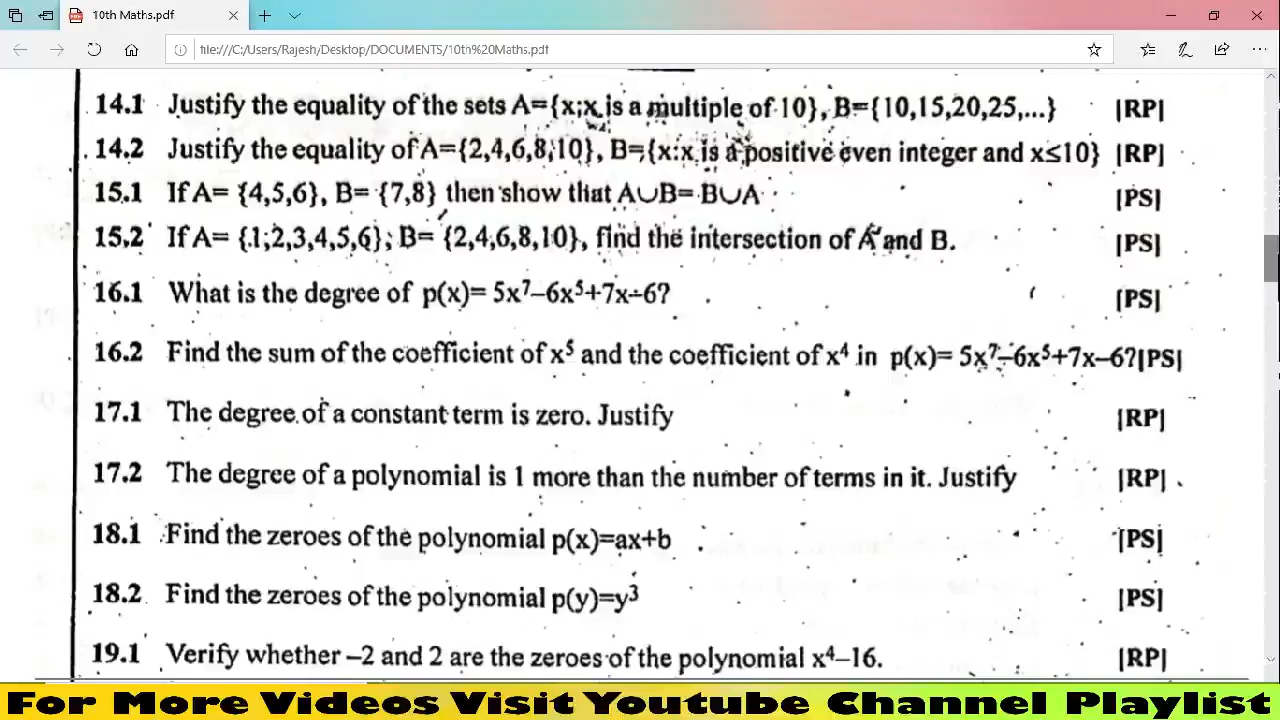 10th Maths.pdf
file:///C:/Users/Rajesh/Desktop/DOCUMENTS/10th%20Maths.pdf
14.1 Justify the equality of the sets A={x:x is a multiple of 10}, B={10,15,20,25,...} |RP|
14.2 Justify the equality of A={2,4,6,8,10}, B={x:x is a positive even integer and x≤10} |RP|
15.1 If A= {4,5,6}, B= {7,8} then show that A∪B= B∪A |PS|
15.2 If A= {1,2,3,4,5,6}; B= {2,4,6,8,10}, find the intersection of A and B. |PS|
16.1 What is the degree of p(x)= 5x⁷–6x⁵+7x–6? |PS|
16.2 Find the sum of the coefficient of x⁵ and the coefficient of x⁴ in p(x)= 5x⁷–6x⁵+7x–6?|PS|
17.1 The degree of a constant term is zero. Justify |RP|
17.2 The degree of a polynomial is 1 more than the number of terms in it. Justify |RP|
18.1 Find the zeroes of the polynomial p(x)=ax+b |PS|
18.2 Find the zeroes of the polynomial p(y)=y³ |PS|
19.1 Verify whether –2 and 2 are the zeroes of the polynomial x⁴–16. |RP|
For More Videos Visit Youtube Channel Playlist